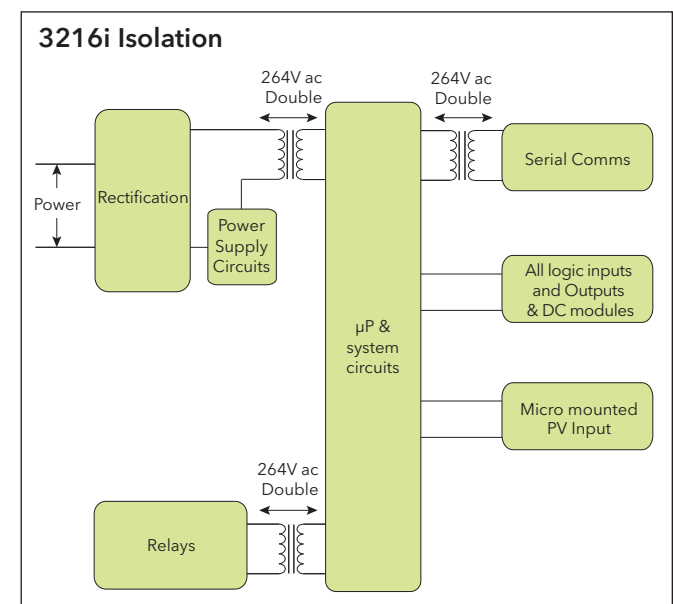 3216i Isolation
264V ac
Double
264V ac
Double
Rectification
Serial Comms
Power
Power
Supply
Circuits
All logic inputs
and Outputs
& DC modules
µP &
system
circuits
Micro mounted
PV Input
264V ac
Double
Relays